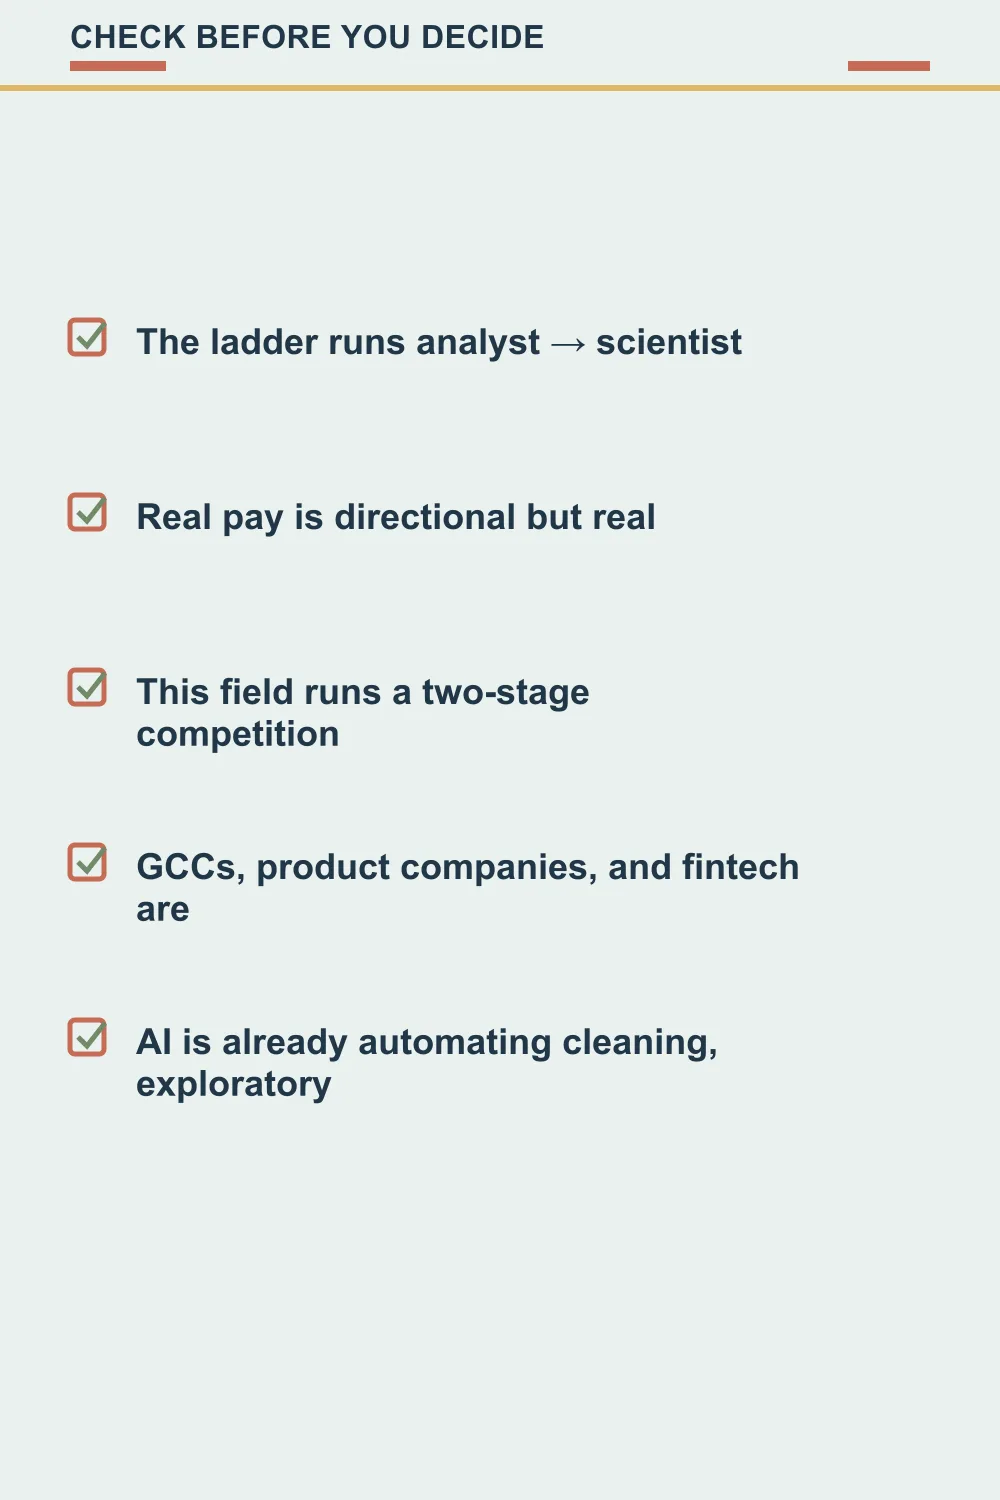 CHECK BEFORE YOU DECIDE
The ladder runs analyst → scientist
Real pay is directional but real
This field runs a two-stage
competition
GCCs, product companies, and fintech
are
AI is already automating cleaning,
exploratory